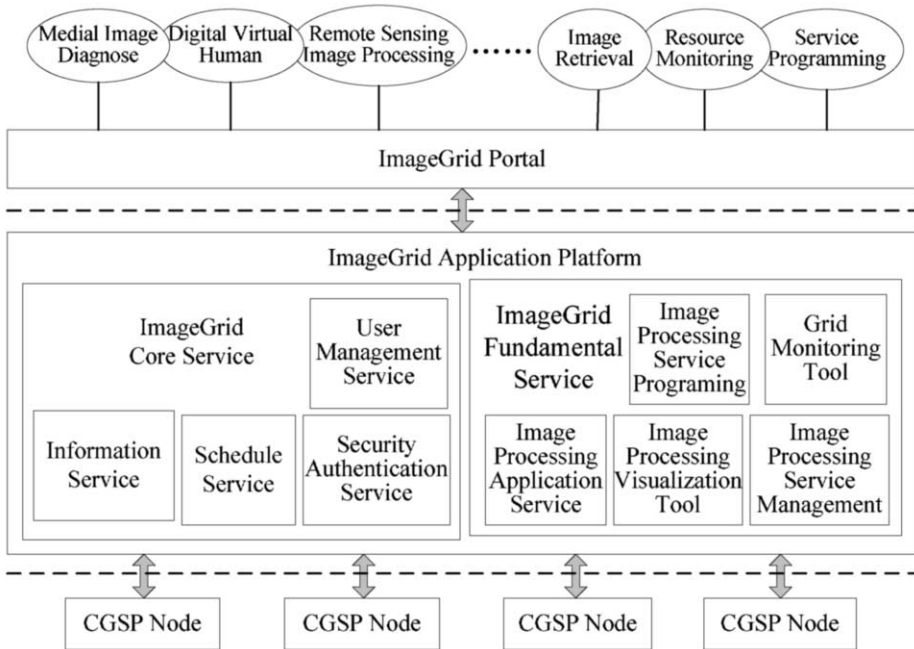 Medial Image
Diagnose
Digital Virtual
Human
Remote Sensing
Image Processing
......
Image
Retrieval
Resource
Monitoring
Service
Programming
ImageGrid Portal
ImageGrid Application Platform
ImageGrid
Core Service
User
Management
Service
Information
Service
Schedule
Service
Security
Authentication
Service
ImageGrid
Fundamental
Service
Image
Processing
Service
Programing
Grid
Monitoring
Tool
Image
Processing
Application
Service
Image
Processing
Visualization
Tool
Image
Processing
Service
Management
CGSP Node
CGSP Node
CGSP Node
CGSP Node